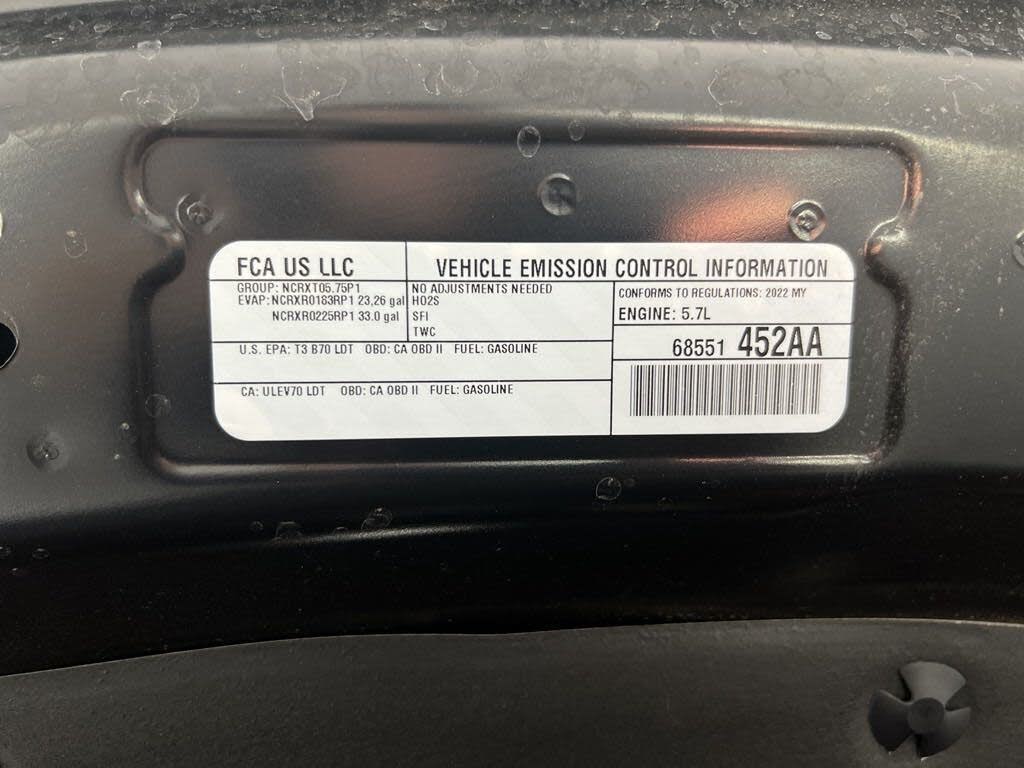 FCA US LLC
VEHICLE EMISSION CONTROL INFORMATION
GROUP: NCRXT05.75P1
EVAP: NCRXR0183RP1 23,26 gal
NCRXR0225RP1 33.0 gal
NO ADJUSTMENTS NEEDED
HO2S
SFI
TWC
CONFORMS TO REGULATIONS: 2022 MY
ENGINE: 5.7L
U.S. EPA: T3 B70 LDT OBD: CA OBD II FUEL: GASOLINE
68551 452AA
CA: ULEV70 LDT OBD: CA OBD II FUEL: GASOLINE